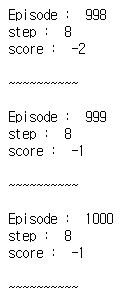 Episode :  998
step :  8
score :  -2
~~~~~~~~~~
Episode :  999
step :  8
score :  -1
~~~~~~~~~~
Episode :  1000
step :  8
score :  -1
~~~~~~~~~~